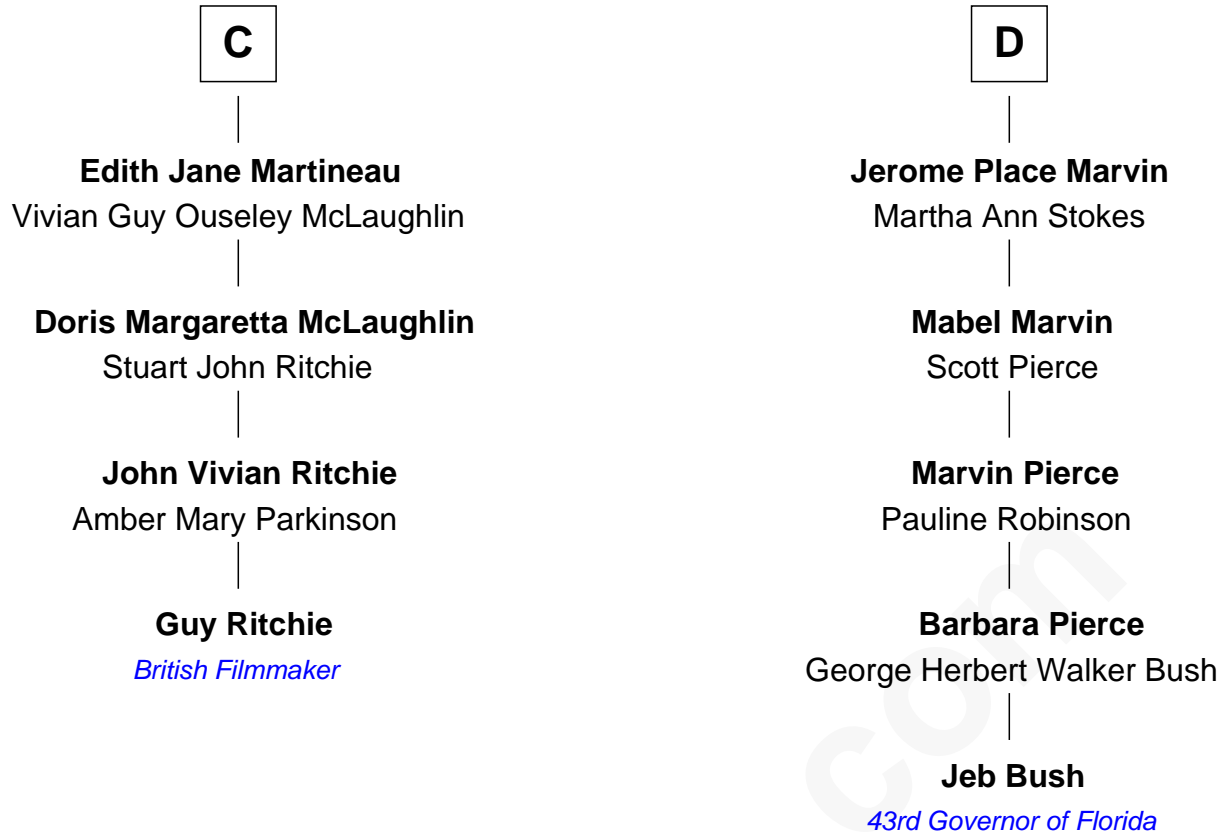 C
Edith Jane Martineau
Vivian Guy Ouseley McLaughlin
Doris Margaretta McLaughlin
Stuart John Ritchie
John Vivian Ritchie
Amber Mary Parkinson
Guy Ritchie
British Filmmaker
D
Jerome Place Marvin
Martha Ann Stokes
Mabel Marvin
Scott Pierce
Marvin Pierce
Pauline Robinson
Barbara Pierce
George Herbert Walker Bush
Jeb Bush
43rd Governor of Florida
com